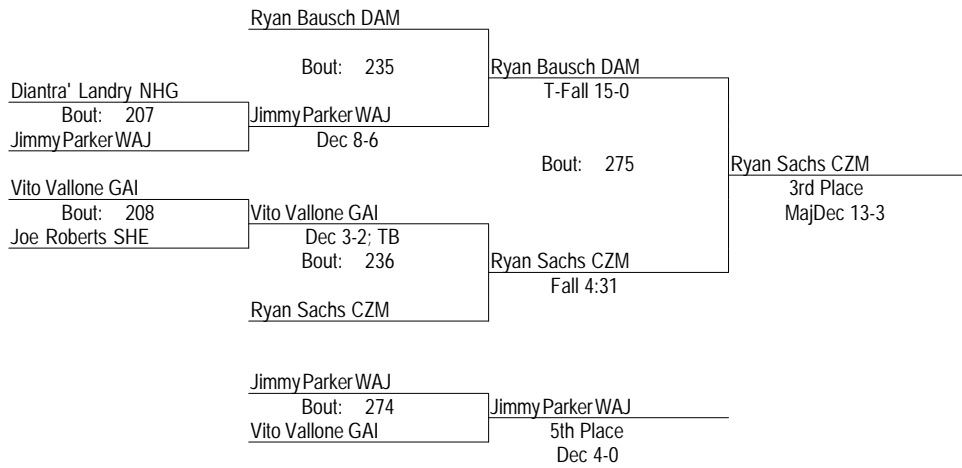 Ryan Bausch DAM
Bout: 235
Ryan Bausch DAM
T-Fall 15-0
Diantra' Landry NHG
Bout: 207
Jimmy Parker WAJ
Jimmy Parker WAJ
Dec 8-6
Bout: 275
Ryan Sachs CZM
3rd Place
MajDec 13-3
Vito Vallone GAI
Bout: 208
Joe Roberts SHE
Vito Vallone GAI
Dec 3-2; TB
Bout: 236
Ryan Sachs CZM
Fall 4:31
Ryan Sachs CZM
Jimmy Parker WAJ
Bout: 274
Vito Vallone GAI
Jimmy Parker WAJ
5th Place
Dec 4-0